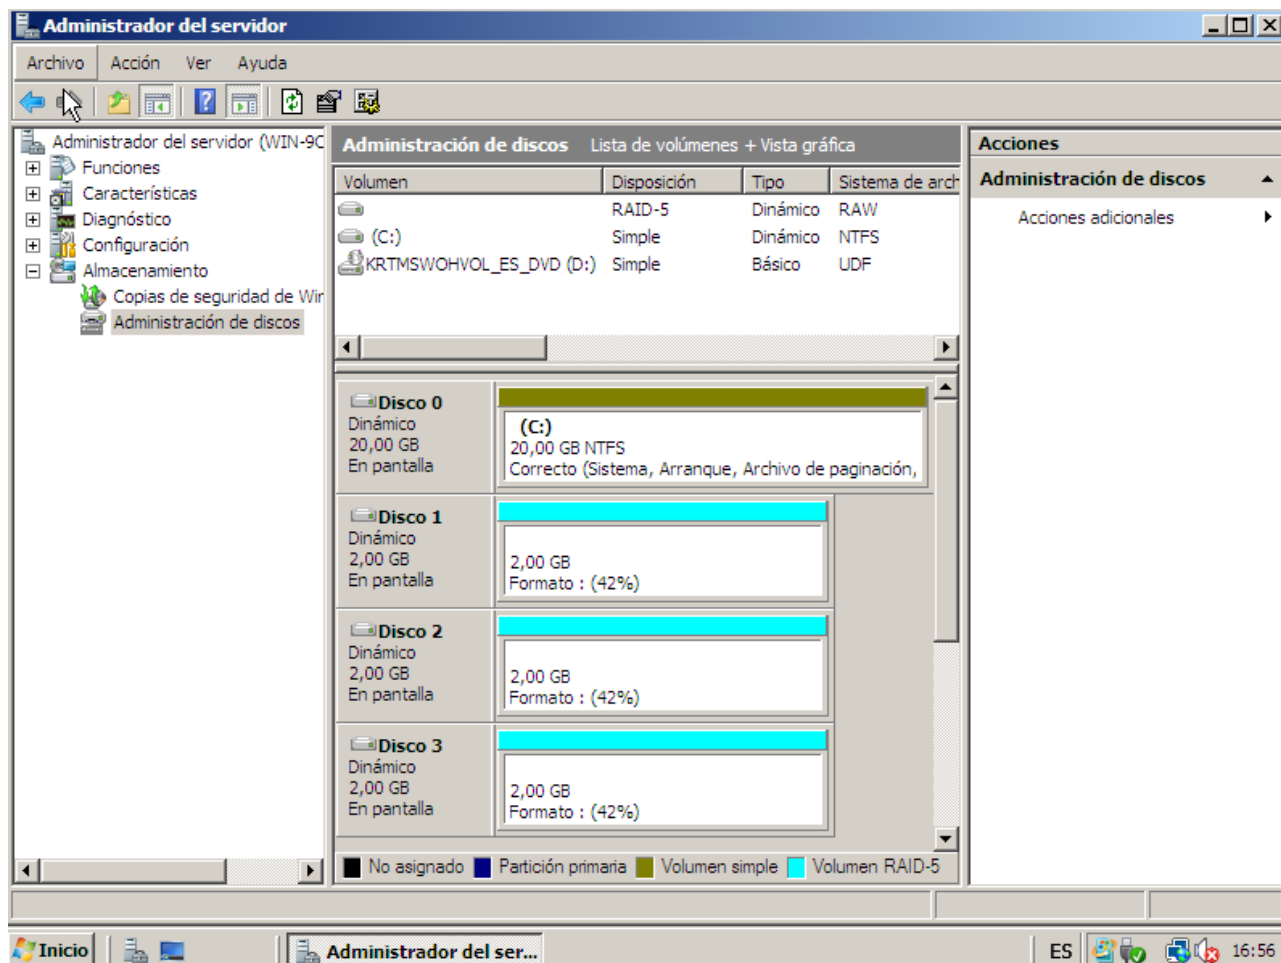 Administrador del servidor
Archivo Acción Ver Ayuda
Administrador del servidor (WIN-9C
Funciones
Características
Diagnóstico
Configuración
Almacenamiento
Copias de seguridad de Wir
Administración de discos
Administración de discos Lista de volúmenes + Vista gráfica
Volumen Disposición Tipo Sistema de arch
RAID-5 Dinámico RAW
(C:) Simple Dinámico NTFS
KRTMSWOHVOL_ES_DVD (D:) Simple Básico UDF
Disco 0
Dinámico
20,00 GB
En pantalla
(C:)
20,00 GB NTFS
Correcto (Sistema, Arranque, Archivo de paginación,
Disco 1
Dinámico
2,00 GB
En pantalla
2,00 GB
Formato : (42%)
Disco 2
Dinámico
2,00 GB
En pantalla
2,00 GB
Formato : (42%)
Disco 3
Dinámico
2,00 GB
En pantalla
2,00 GB
Formato : (42%)
No asignado Partición primaria Volumen simple Volumen RAID-5
Acciones
Administración de discos
Acciones adicionales
Inicio Administrador del ser... ES 16:56